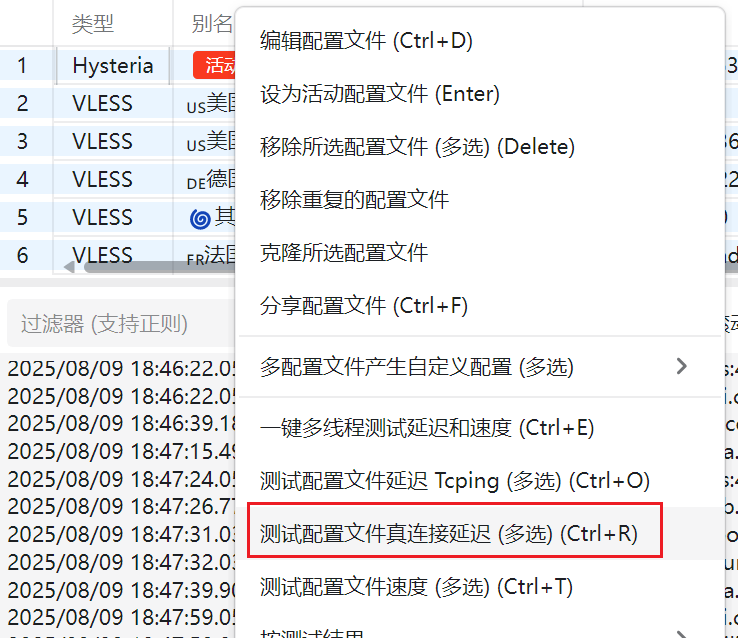 类型 别名
1 Hysteria 活动
2 VLESS US美国
3 VLESS US美国
4 VLESS DE德国
5 VLESS 其
6 VLESS FR法国
编辑配置文件 (Ctrl+D)
设为活动配置文件 (Enter)
移除所选配置文件 (多选) (Delete)
移除重复的配置文件
克隆所选配置文件
分享配置文件 (Ctrl+F)
多配置文件产生自定义配置 (多选)
一键多线程测试延迟和速度 (Ctrl+E)
测试配置文件延迟 Tcping (多选) (Ctrl+O)
测试配置文件真连接延迟 (多选) (Ctrl+R)
测试配置文件速度 (多选) (Ctrl+T)
按测试结果
过滤器 (支持正则)
2025/08/09 18:46:22.05
2025/08/09 18:46:22.05
2025/08/09 18:46:39.18
2025/08/09 18:47:15.49
2025/08/09 18:47:24.05
2025/08/09 18:47:26.77
2025/08/09 18:47:31.03
2025/08/09 18:47:32.03
2025/08/09 18:47:39.90
2025/08/09 18:47:59.05